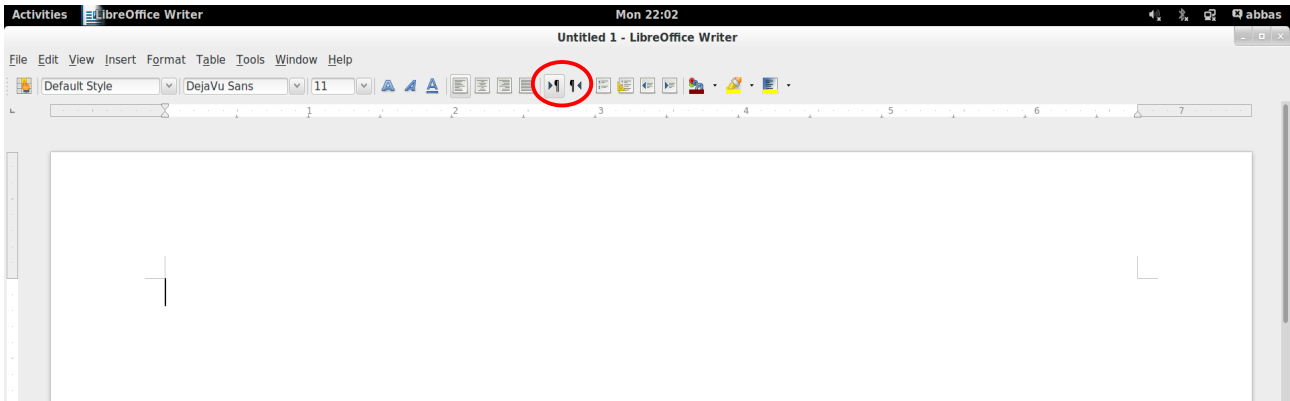 Activities LibreOffice Writer Mon 22:02 abbas
Untitled 1 - LibreOffice Writer
File Edit View Insert Format Table Tools Window Help
Default Style DejaVu Sans 11 A A A ¶ ¶
1 2 3 4 5 6 7